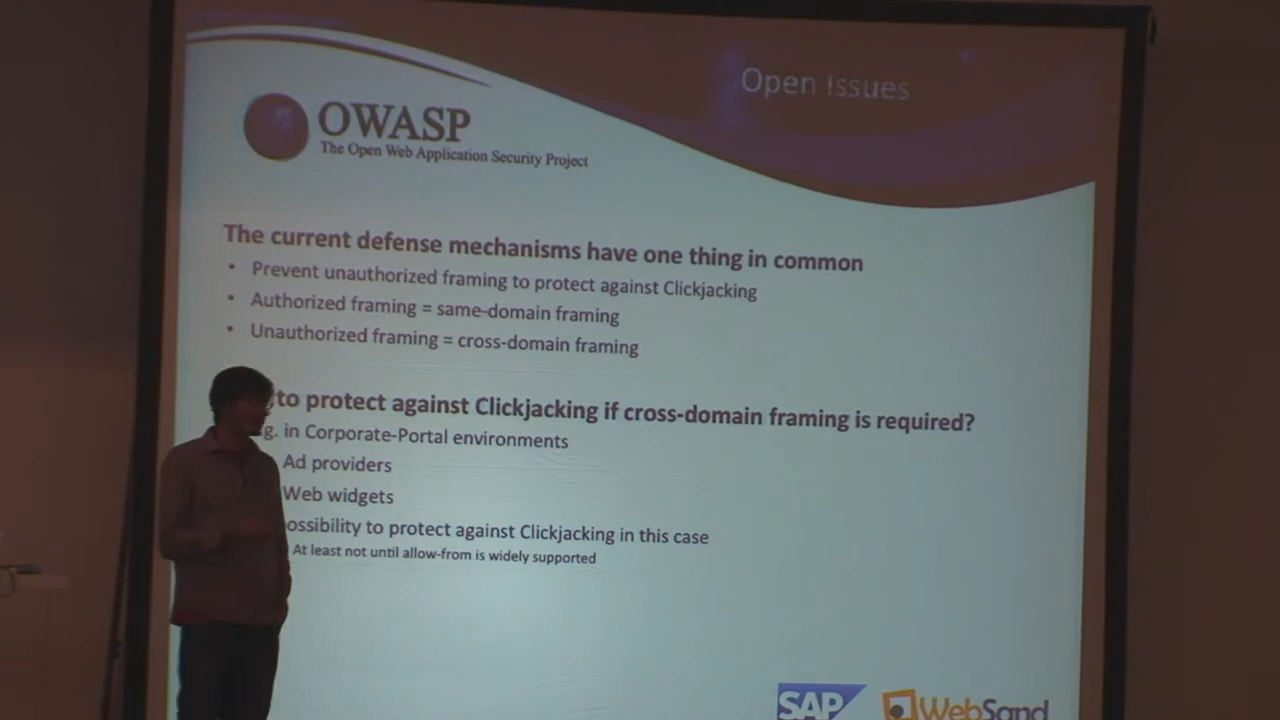 Open Issues
OWASP
The Open Web Application Security Project
The current defense mechanisms have one thing in common
• Prevent unauthorized framing to protect against Clickjacking
• Authorized framing = same-domain framing
• Unauthorized framing = cross-domain framing
to protect against Clickjacking if cross-domain framing is required?
g. in Corporate-Portal environments
Ad providers
Web widgets
ossibility to protect against Clickjacking in this case
At least not until allow-from is widely supported
SAP WebSand